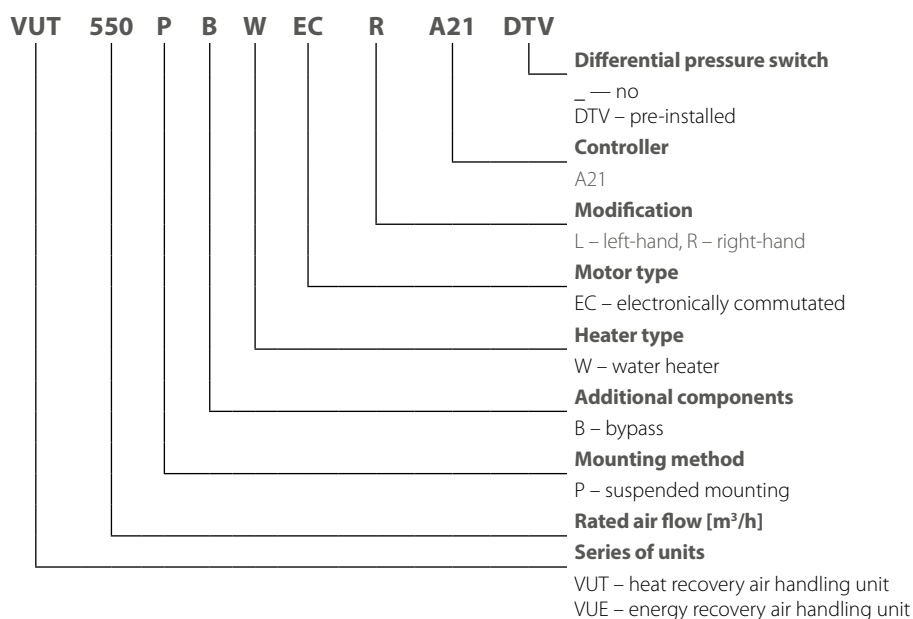 VUT 550 P B W EC R A21 DTV
Differential pressure switch
_ — no
DTV – pre-installed
Controller
A21
Modification
L – left-hand, R – right-hand
Motor type
EC – electronically commutated
Heater type
W – water heater
Additional components
B – bypass
Mounting method
P – suspended mounting
Rated air flow [m³/h]
Series of units
VUT – heat recovery air handling unit
VUE – energy recovery air handling unit